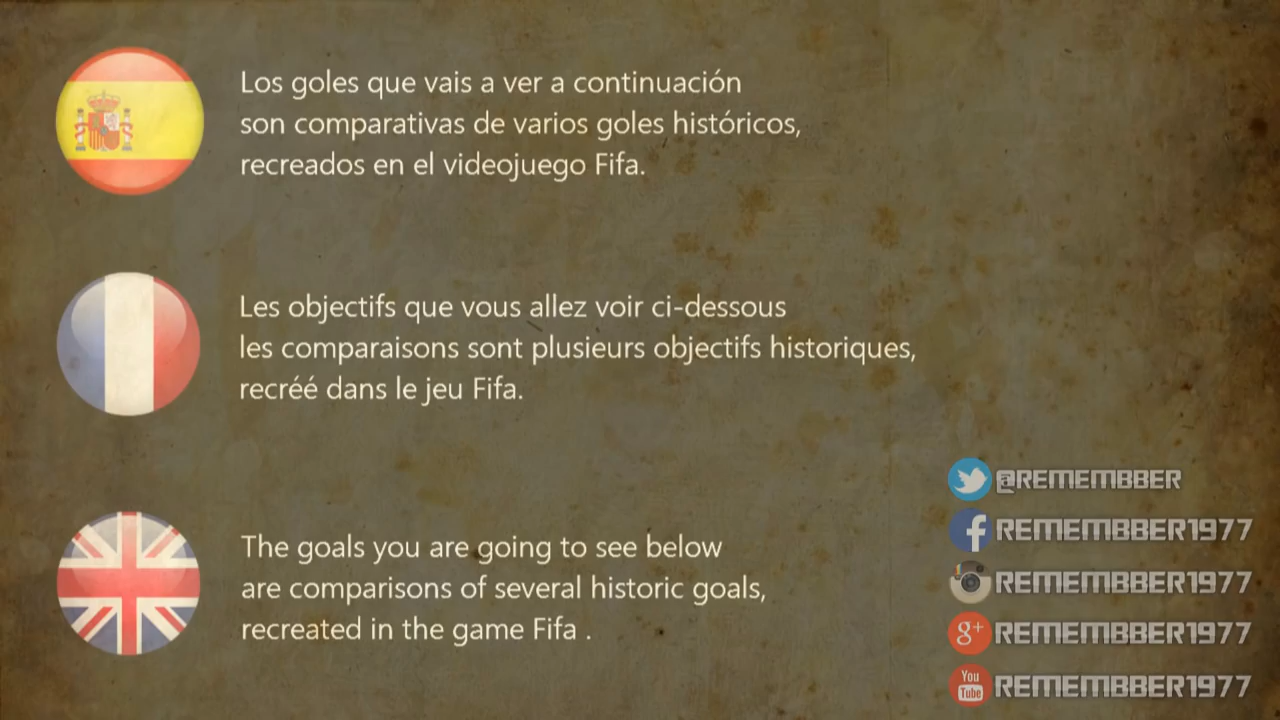 Los goles que vais a ver a continuación
son comparativas de varios goles históricos,
recreados en el videojuego Fifa.
Les objectifs que vous allez voir ci-dessous
les comparaisons sont plusieurs objectifs historiques,
recréé dans le jeu Fifa.
The goals you are going to see below
are comparisons of several historic goals,
recreated in the game Fifa .
@REMEMBBER
REMEMBBER1977
REMEMBBER1977
g+ REMEMBBER1977
You Tube REMEMBBER1977